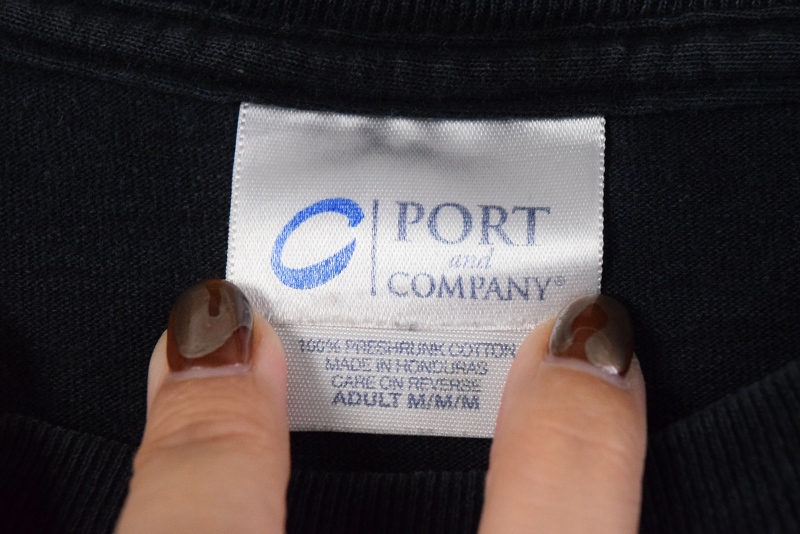 PORT
and
COMPANY®
100% PRESHRUNK COTTON
MADE IN HONDURAS
CARE ON REVERSE
ADULT M/M/M